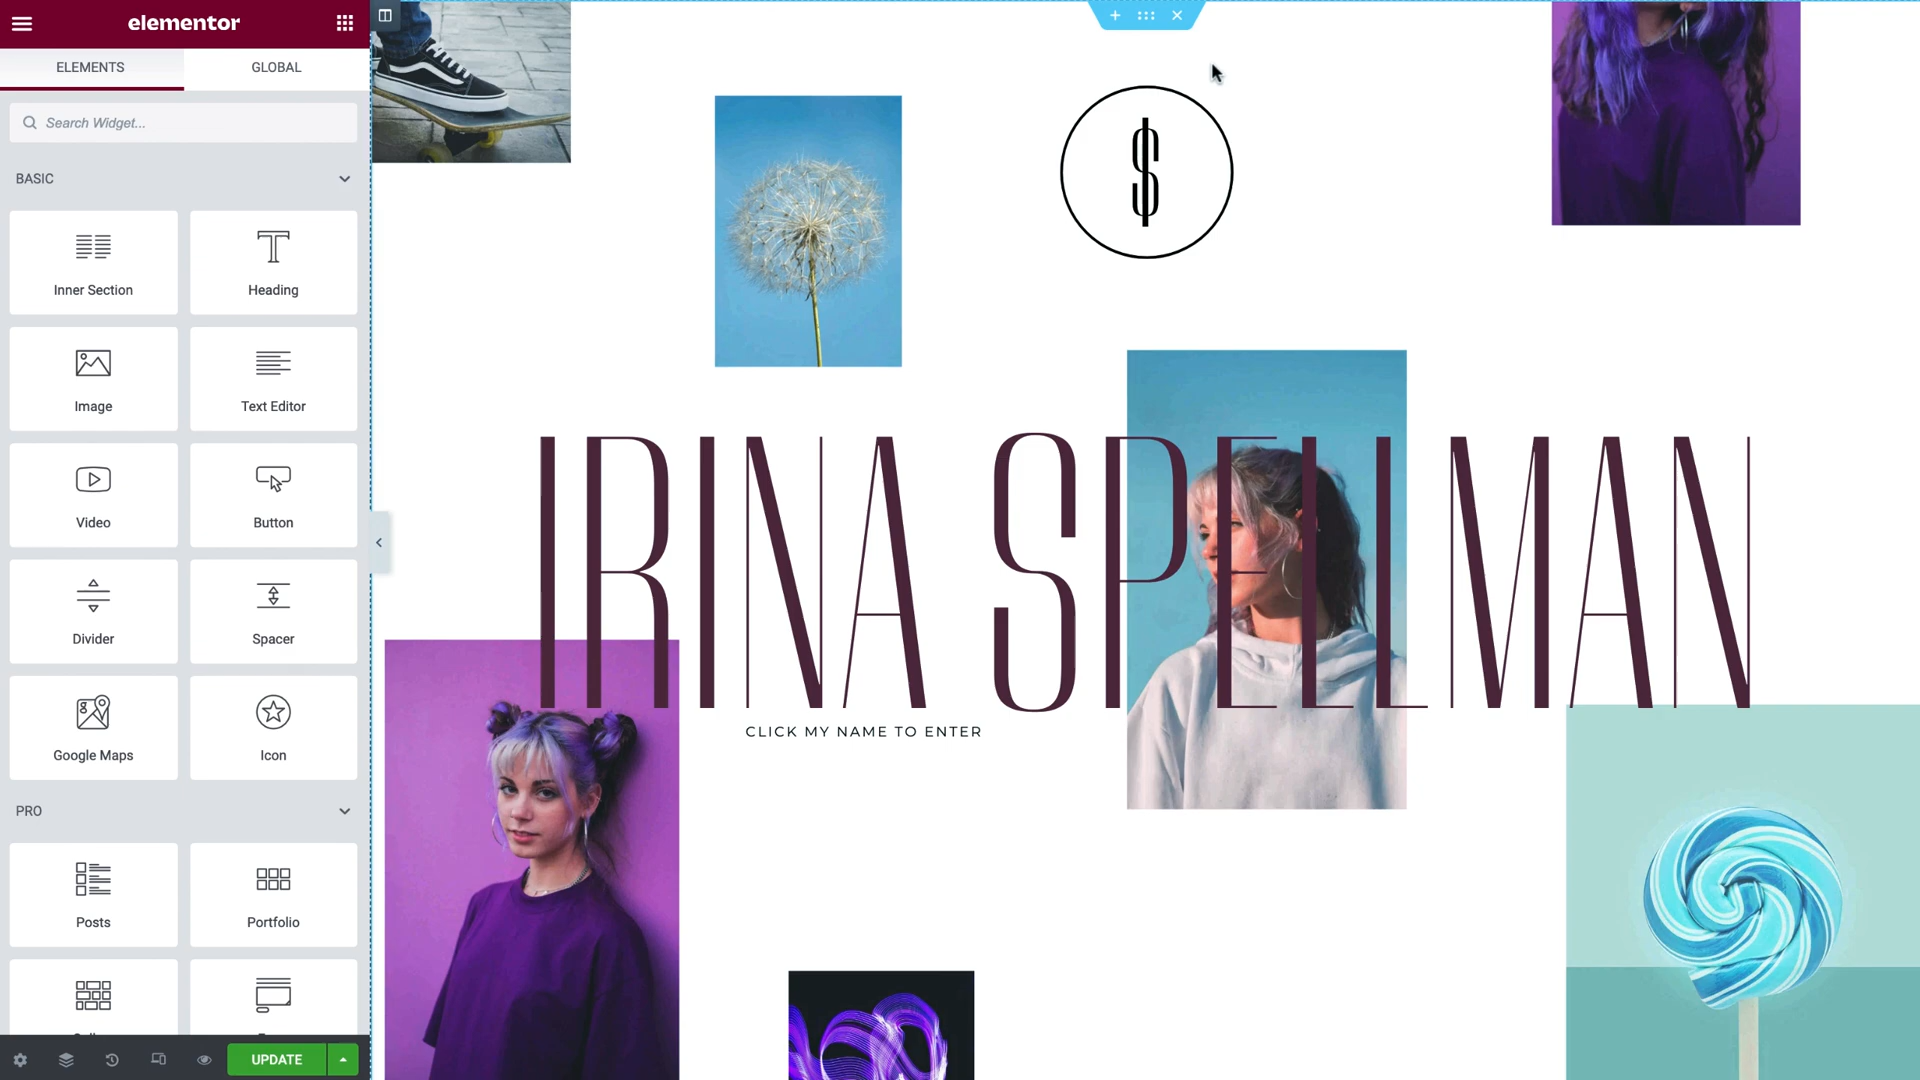 elementor
ELEMENTS
GLOBAL
Search Widget...
BASIC
Inner Section
Heading
Image
Text Editor
Video
Button
Divider
Spacer
Google Maps
Icon
PRO
Posts
Portfolio
UPDATE
$
IRINA SPELLMAN
CLICK MY NAME TO ENTER